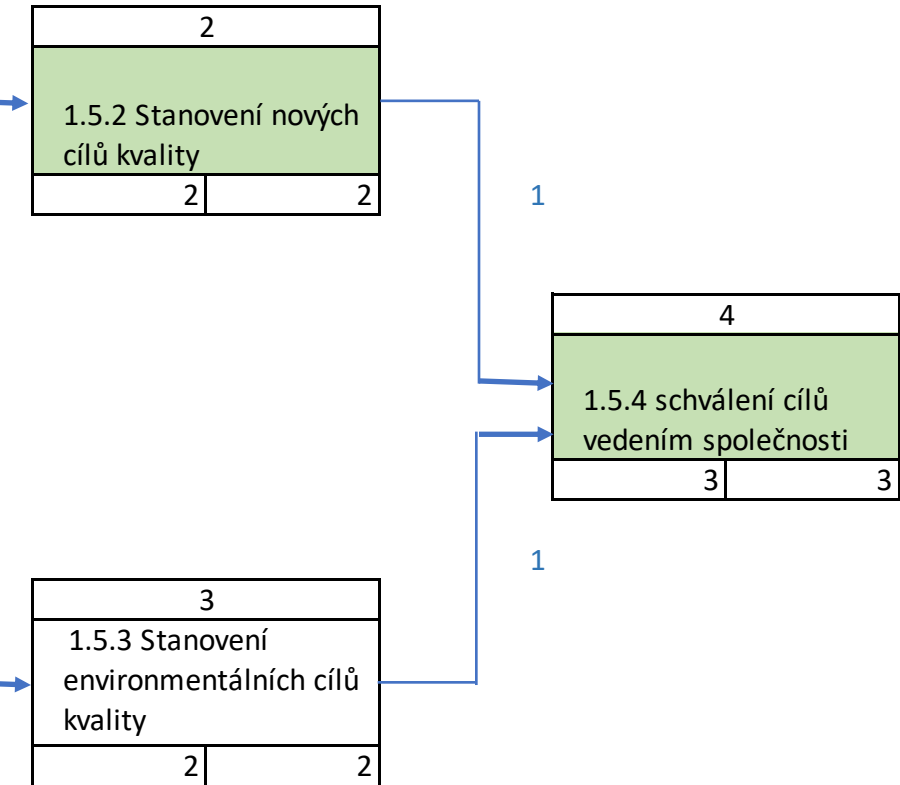 2
1.5.2 Stanovení nových
cílů kvality
2 2
1
4
1.5.4 schválení cílů
vedením společnosti
3 3
1
3
1.5.3 Stanovení
environmentálních cílů
kvality
2 2